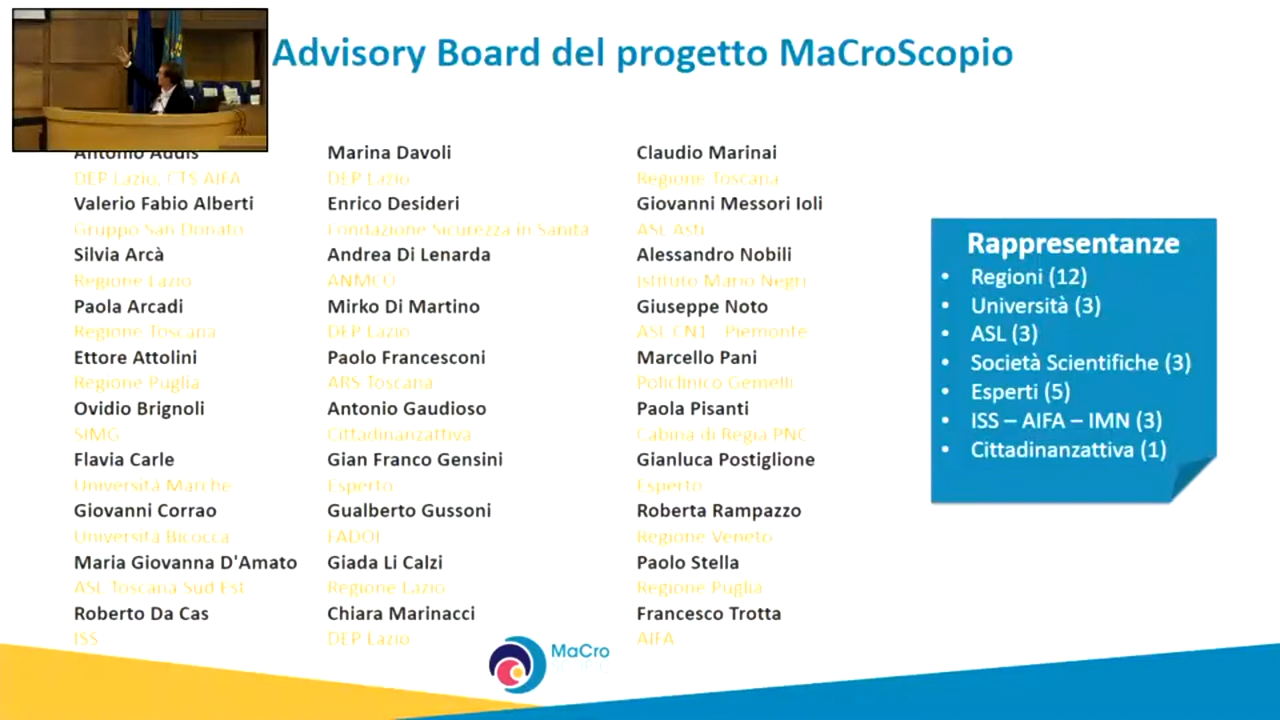 Advisory Board del progetto MaCroScopio
Antonio Addis
DEP Lazio, CTS AIFA
Valerio Fabio Alberti
Gruppo San Donato
Silvia Arcà
Regione Lazio
Paola Arcadi
Regione Toscana
Ettore Attolini
Regione Puglia
Ovidio Brignoli
SIMG
Flavia Carle
Università Marche
Giovanni Corrao
Università Bicocca
Maria Giovanna D'Amato
ASL Toscana Sud Est
Roberto Da Cas
ISS
Marina Davoli
DEP Lazio
Enrico Desideri
Fondazione Sicurezza in Sanità
Andrea Di Lenarda
ANMCO
Mirko Di Martino
DEP Lazio
Paolo Francesconi
ARS Toscana
Antonio Gaudioso
Cittadinanzattiva
Gian Franco Gensini
Esperto
Gualberto Gussoni
FADOI
Giada Li Calzi
Regione Lazio
Chiara Marinacci
DEP Lazio
Claudio Marinai
Regione Toscana
Giovanni Messori Ioli
ASL Asti
Alessandro Nobili
Istituto Mario Negri
Giuseppe Noto
ASL CN1 - Piemonte
Marcello Pani
Policlinico Gemelli
Paola Pisanti
Cabina di Regia PNC
Gianluca Postiglione
Esperto
Roberta Rampazzo
Regione Veneto
Paolo Stella
Regione Puglia
Francesco Trotta
AIFA
Rappresentanze
• Regioni (12)
• Università (3)
• ASL (3)
• Società Scientifiche (3)
• Esperti (5)
• ISS – AIFA – IMN (3)
• Cittadinanzattiva (1)
MaCro